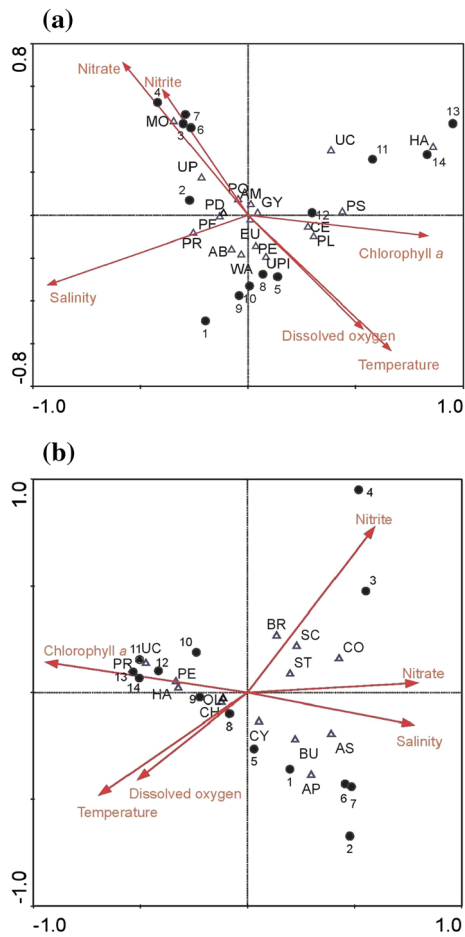 (a)
0.8
Nitrate
Nitrite
13
4
7
MO
3
6
UC
11
HA
14
UP
2
PO
AM
GY
PS
PD
12
PF
CE
PR
EU
PL
AB
PE
Chlorophyll a
WA
UPI
Salinity
8
5
9
10
1
Dissolved oxygen
Temperature
-0.8
-1.0
1.0
(b)
1.0
4
Nitrite
3
BR
10
SC
11
UC
CO
Chlorophyll a
PR
12
PE
ST
13
Nitrate
14
HA
9
OL
CH
8
Salinity
CY
5
BU
AS
1
Dissolved oxygen
AP
6
7
Temperature
2
-1.0
-1.0
1.0